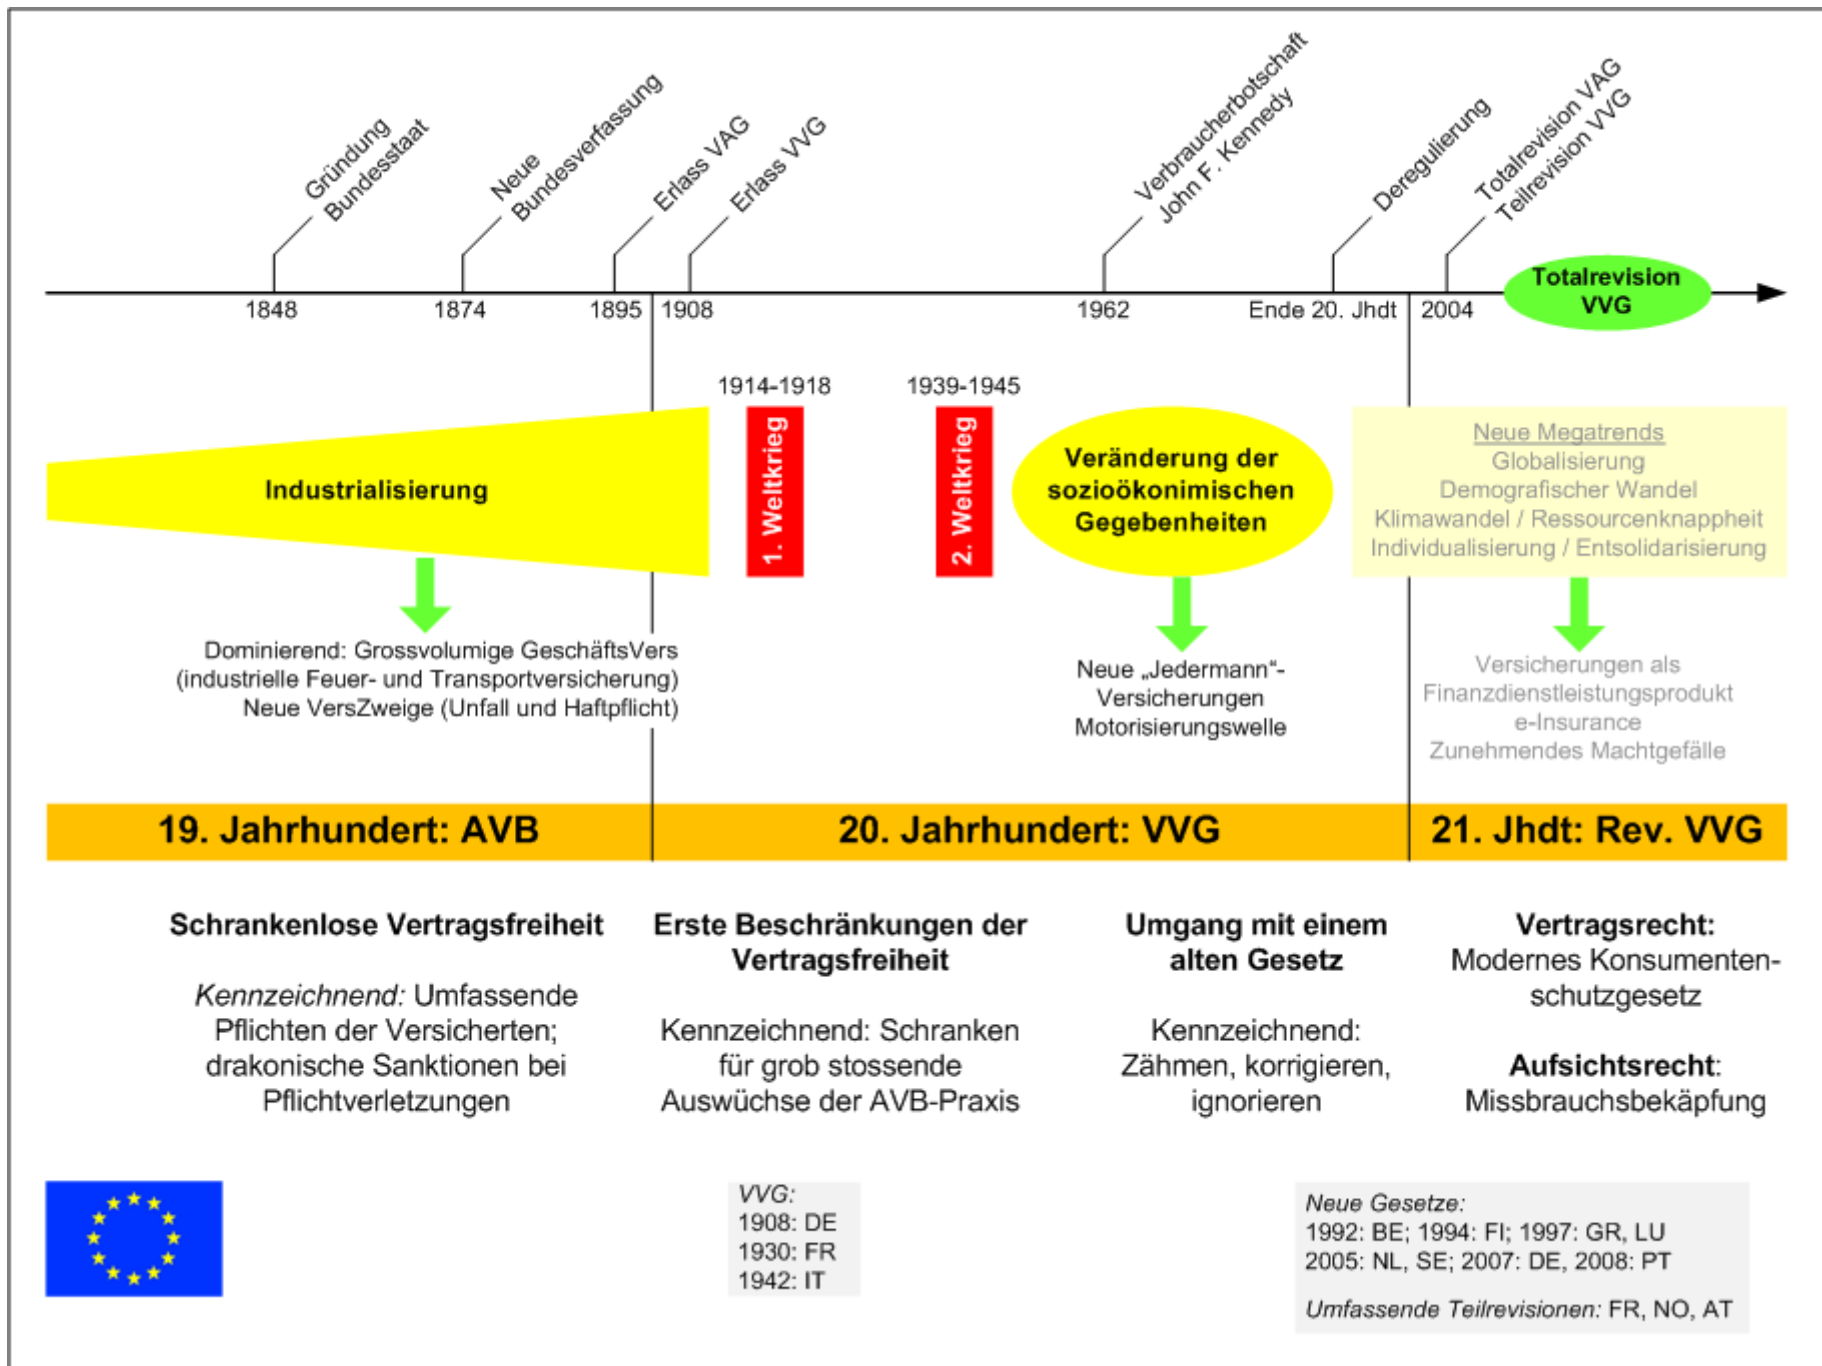 Gründung
Bundesstaat
Neue
Bundesverfassung
Erlass VAG
Erlass VVG
Verbraucherbotschaft
John F. Kennedy
Deregulierung
Totalrevision VAG
Teilrevision VVG
1848
1874
1895
1908
1962
Ende 20. Jhdt
2004
Totalrevision
VVG
1914-1918
1. Weltkrieg
1939-1945
2. Weltkrieg
Industrialisierung
Veränderung der
sozioökonimischen
Gegebenheiten
Neue Megatrends
Globalisierung
Demografischer Wandel
Klimawandel / Ressourcenknappheit
Individualisierung / Entsolidarisierung
Dominierend: Grossvolumige GeschäftsVers
(industrielle Feuer- und Transportversicherung)
Neue VersZweige (Unfall und Haftpflicht)
Neue „Jedermann“-
Versicherungen
Motorisierungswelle
Versicherungen als
Finanzdienstleistungsprodukt
e-Insurance
Zunehmendes Machtgefälle
19. Jahrhundert: AVB
20. Jahrhundert: VVG
21. Jhdt: Rev. VVG
Schrankenlose Vertragsfreiheit
Kennzeichnend: Umfassende
Pflichten der Versicherten;
drakonische Sanktionen bei
Pflichtverletzungen
Erste Beschränkungen der
Vertragsfreiheit
Kennzeichnend: Schranken
für grob stossende
Auswüchse der AVB-Praxis
Umgang mit einem
alten Gesetz
Kennzeichnend:
Zähmen, korrigieren,
ignorieren
Vertragsrecht:
Modernes Konsumenten-
schutzgesetz
Aufsichtsrecht:
Missbrauchsbekäpfung
VVG:
1908: DE
1930: FR
1942: IT
Neue Gesetze:
1992: BE; 1994: FI; 1997: GR, LU
2005: NL, SE; 2007: DE, 2008: PT
Umfassende Teilrevisionen: FR, NO, AT